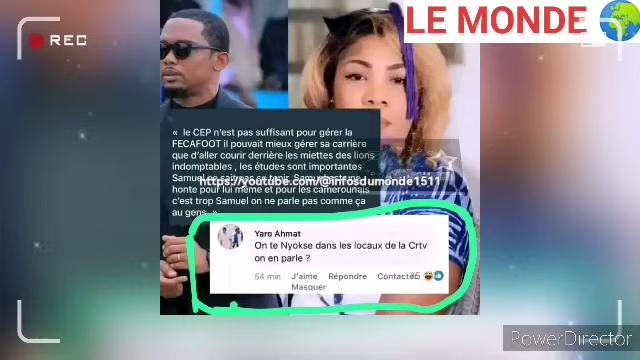 REC
LE MONDE
« le CEP n'est pas suffisant pour gérer la
FECAFOOT il pouvait mieux gérer sa carrière
que d'aller courir derrière les miettes des lions
indomptables , les études sont importantes
Samuel
https://youtube.com/@infosdumonde1511
honte pour lui même et pour les camerounais
c'est trop Samuel on ne parle pas comme ça
au gens »
Yaro Ahmat
On te Nyokse dans les locaux de la Crtv
on en parle ?
54 min J'aime Répondre Contacter 15
Masquer
PowerDirector